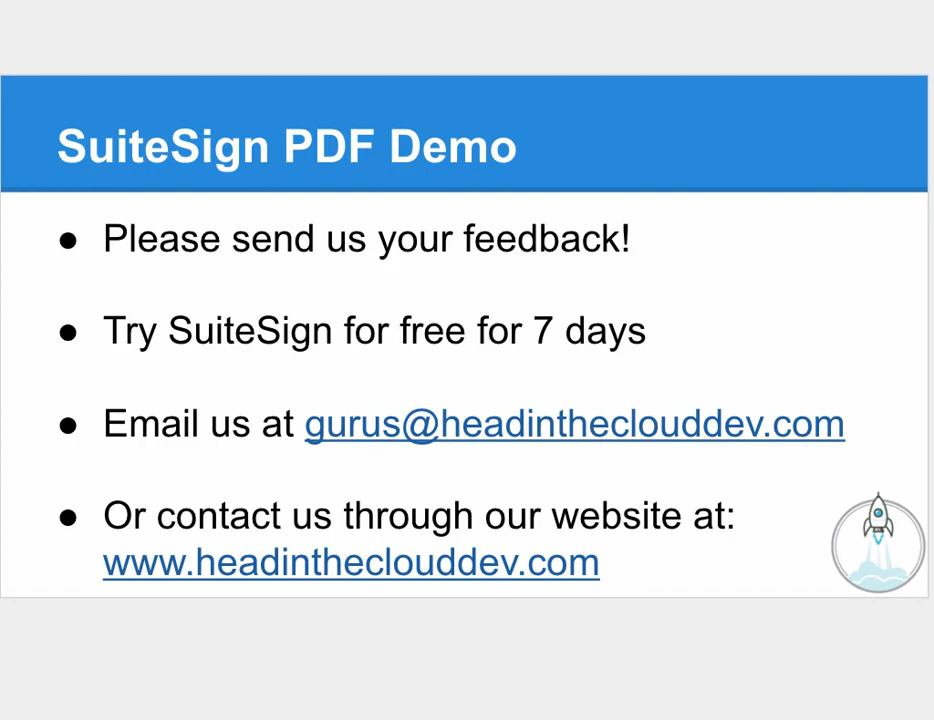 SuiteSign PDF Demo
● Please send us your feedback!
● Try SuiteSign for free for 7 days
● Email us at gurus@headintheclouddev.com
● Or contact us through our website at:
www.headintheclouddev.com